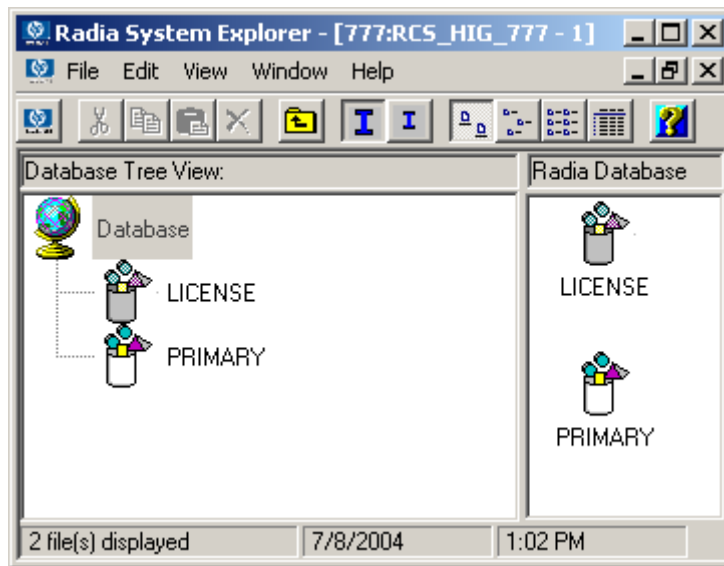 Radia System Explorer - [777:RCS_HIG_777 - 1]
File Edit View Window Help
Database Tree View:
Radia Database
Database
LICENSE
PRIMARY
LICENSE
PRIMARY
2 file(s) displayed
7/8/2004
1:02 PM